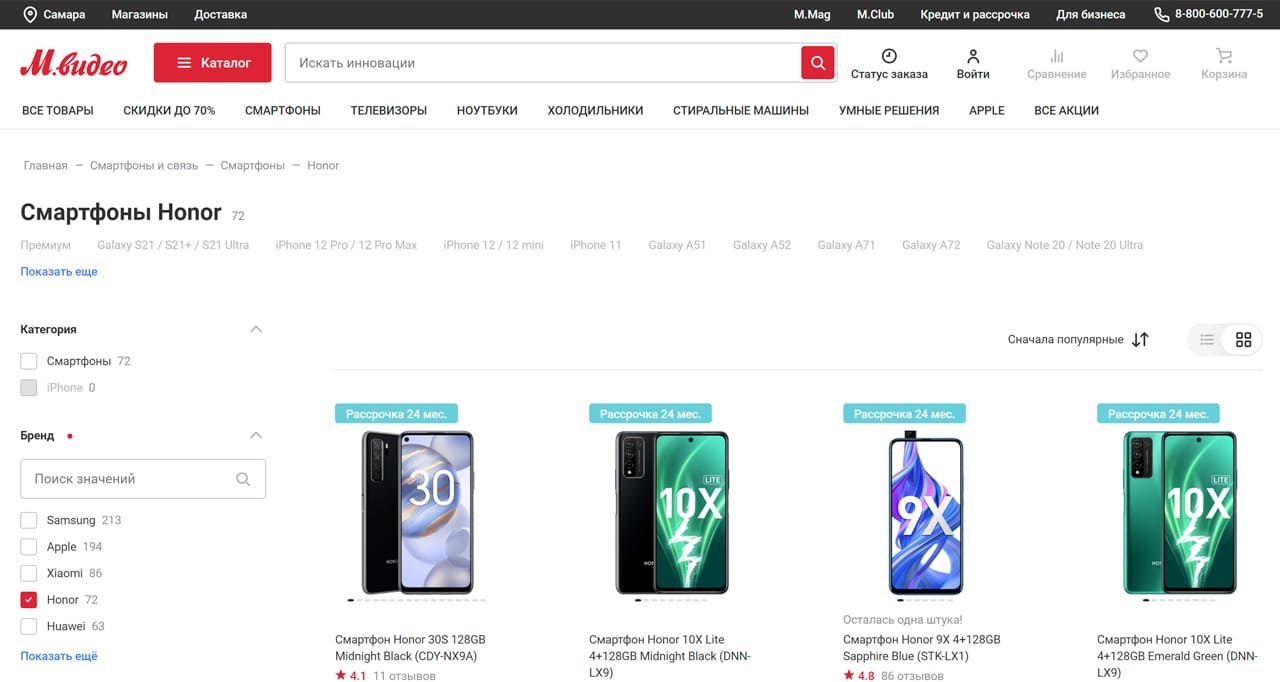 Самара Магазины Доставка M.Mag M.Club Кредит и рассрочка Для бизнеса 8-800-600-777-5
М.видео Каталог Искать инновации Статус заказа Войти Сравнение Избранное Корзина
ВСЕ ТОВАРЫ СКИДКИ ДО 70% СМАРТФОНЫ ТЕЛЕВИЗОРЫ НОУТБУКИ ХОЛОДИЛЬНИКИ СТИРАЛЬНЫЕ МАШИНЫ УМНЫЕ РЕШЕНИЯ APPLE ВСЕ АКЦИИ
Главная — Смартфоны и связь — Смартфоны — Honor
Смартфоны Honor 72
Премиум Galaxy S21 / S21+ / S21 Ultra iPhone 12 Pro / 12 Pro Max iPhone 12 / 12 mini iPhone 11 Galaxy A51 Galaxy A52 Galaxy A71 Galaxy A72 Galaxy Note 20 / Note 20 Ultra
Показать еще
Категория
Смартфоны 72
iPhone 0
Бренд
Поиск значений
Samsung 213
Apple 194
Xiaomi 86
Honor 72
Huawei 63
Показать ещё
Сначала популярные
Рассрочка 24 мес.
30
Смартфон Honor 30S 128GB
Midnight Black (CDY-NX9A)
4.1 11 отзывов
Рассрочка 24 мес.
LITE
10X
Смартфон Honor 10X Lite
4+128GB Midnight Black (DNN-
LX9)
Рассрочка 24 мес.
9X
Осталась одна штука!
Смартфон Honor 9X 4+128GB
Sapphire Blue (STK-LX1)
4.8 86 отзывов
Рассрочка 24 мес.
LITE
10X
Смартфон Honor 10X Lite
4+128GB Emerald Green (DNN-
LX9)